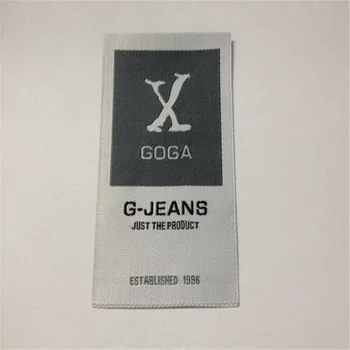 X
GOGA
G-JEANS
JUST THE PRODUCT
ESTABLISHED 1996